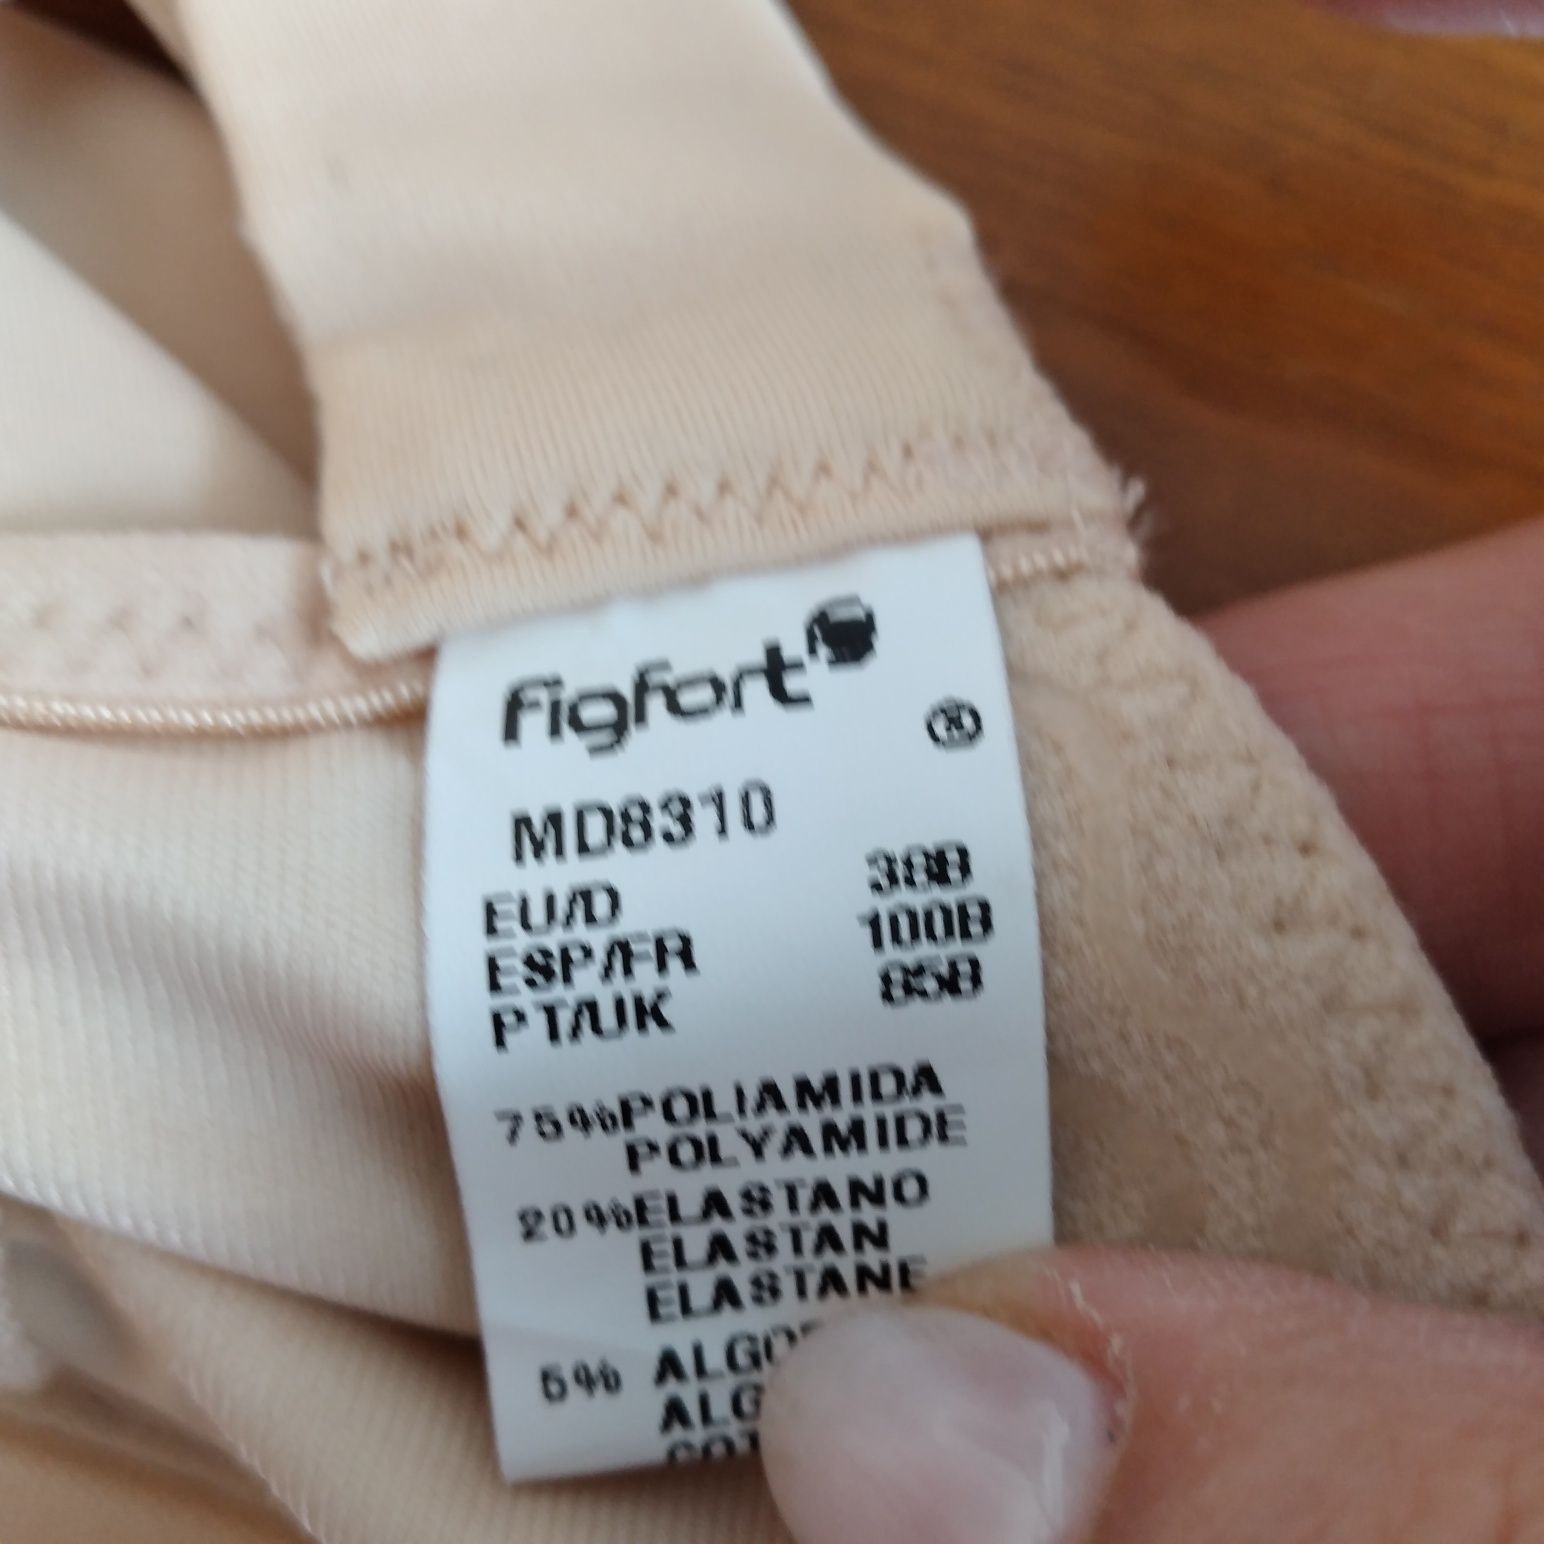 figfort
®
MD8310
EU/D 38B
ESP/FR 100B
PT/UK 85B
75% POLIAMIDA
POLYAMIDE
20% ELASTANO
ELASTAN
ELASTANE
5%